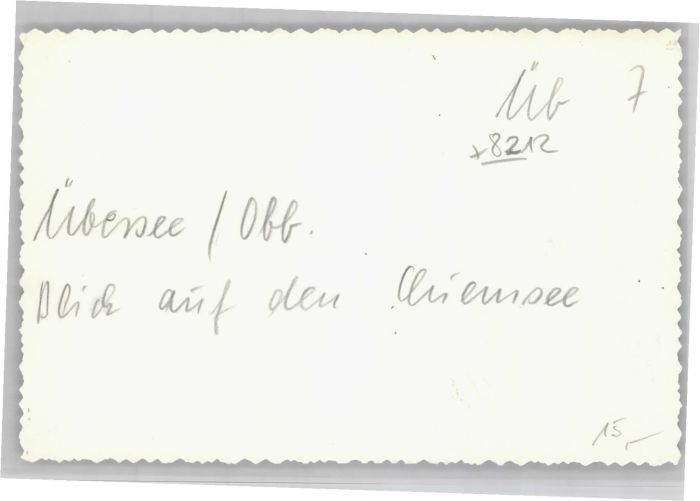 Üb 7
*8212
Übersee / Obb.
Blick auf den Chiemsee
15,-